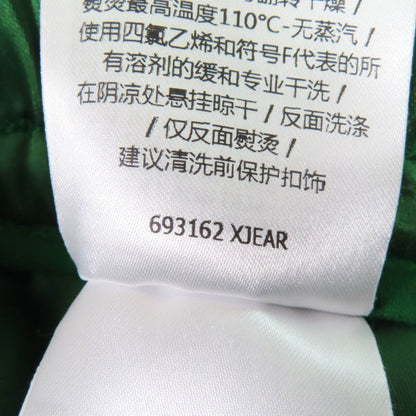 熨烫最高温度110°C-无蒸汽/
使用四氯乙烯和符号F代表的所
有溶剂的缓和专业干洗/
在阴凉处悬挂晾干/反面洗涤
/仅反面熨烫/
建议清洗前保护扣饰
693162 XJEAR